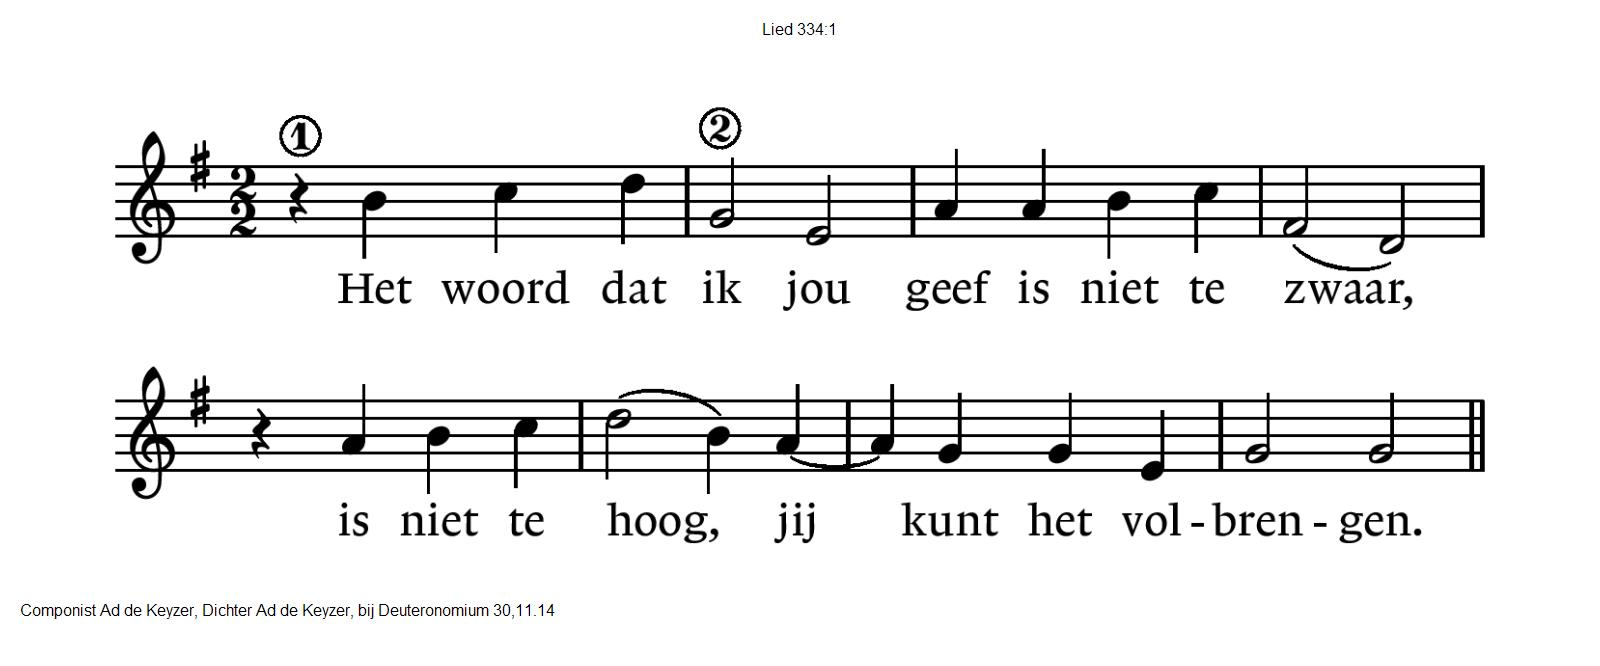 Lied 334:1
1 2
2
2
Het woord dat ik jou geef is niet te zwaar,
is niet te hoog, jij kunt het vol - bren - gen.
Componist Ad de Keyzer, Dichter Ad de Keyzer, bij Deuteronomium 30,11.14